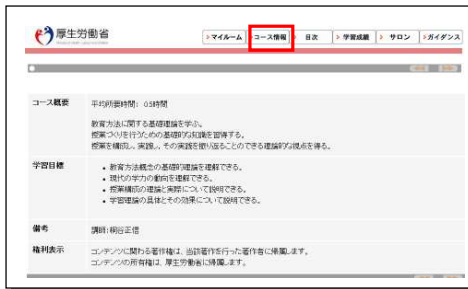 厚生労働省
マイルーム コース情報 目次 学習成績 サロン ガイダンス
コース概要
平均所要時間: 0.5時間
教育方法に関する基礎理論を学ぶ。
授業づくりを行うための基礎的な知識を習得する。
授業を構成し、実践し、その実践を振り返ることのできる理論的な視点を得る。
学習目標
• 教育方法概念の基礎的理論を理解できる。
• 現代の学力の動向を理解できる。
• 授業構成の理論と実際について説明できる。
• 学習理論の具体とその効果について説明できる。
備考
講師:桐谷正信
権利表示
コンテンツに関わる著作権は、当該著作を行った著作者に帰属します。
コンテンツの所有権は、厚生労働省に帰属します。